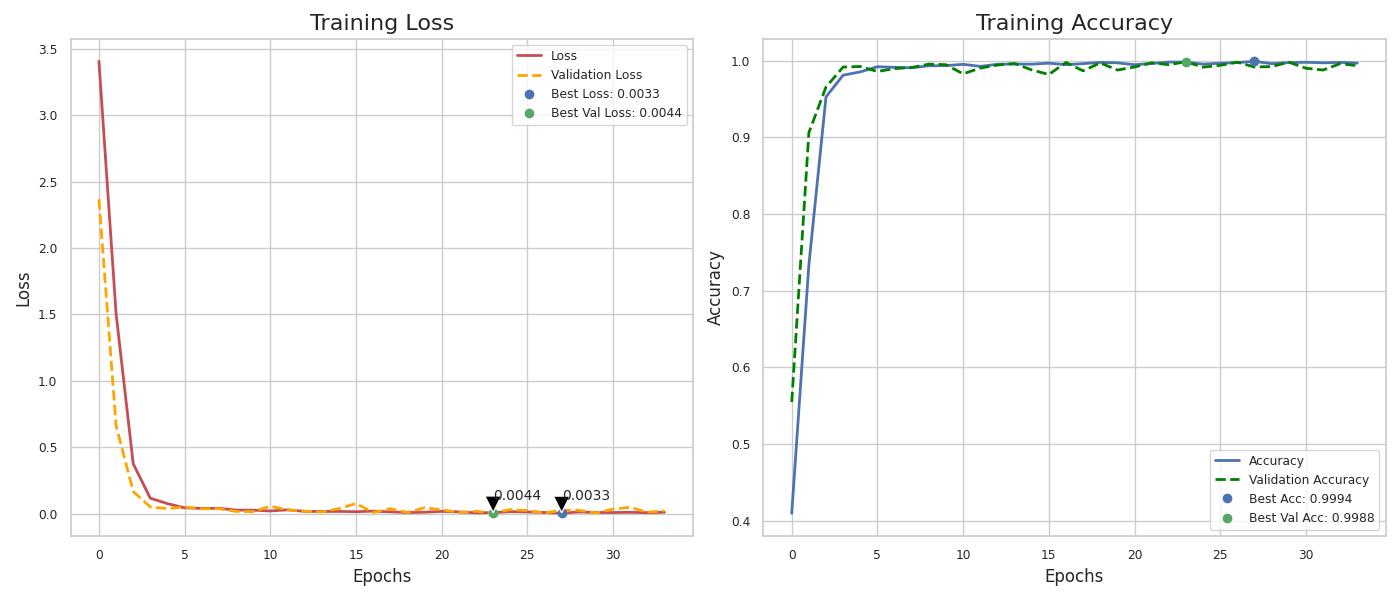 Training Loss
3.5
3.0
2.5
2.0
1.5
1.0
0.5
0.0
Loss
Loss
Validation Loss
Best Loss: 0.0033
Best Val Loss: 0.0044
0.0044
0.0033
0
5
10
15
20
25
30
Epochs
Training Accuracy
1.0
0.9
0.8
0.7
0.6
0.5
0.4
Accuracy
Accuracy
Validation Accuracy
Best Acc: 0.9994
Best Val Acc: 0.9988
0
5
10
15
20
25
30
Epochs